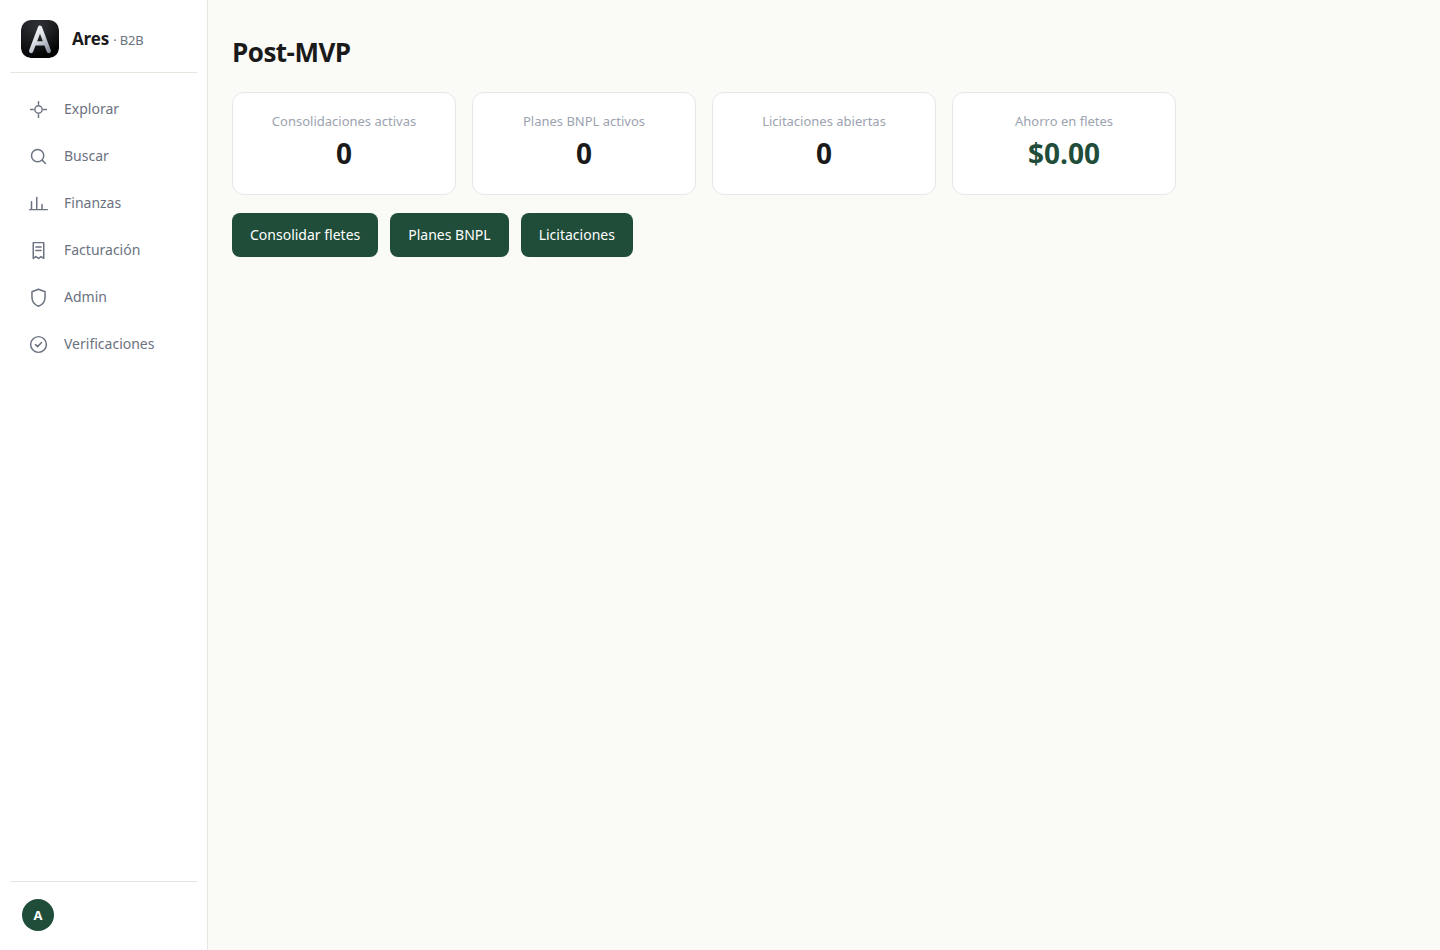 Ares · B2B
Explorar
Buscar
Finanzas
Facturación
Admin
Verificaciones
A
Post-MVP
Consolidaciones activas
0
Planes BNPL activos
0
Licitaciones abiertas
0
Ahorro en fletes
$0.00
Consolidar fletes
Planes BNPL
Licitaciones